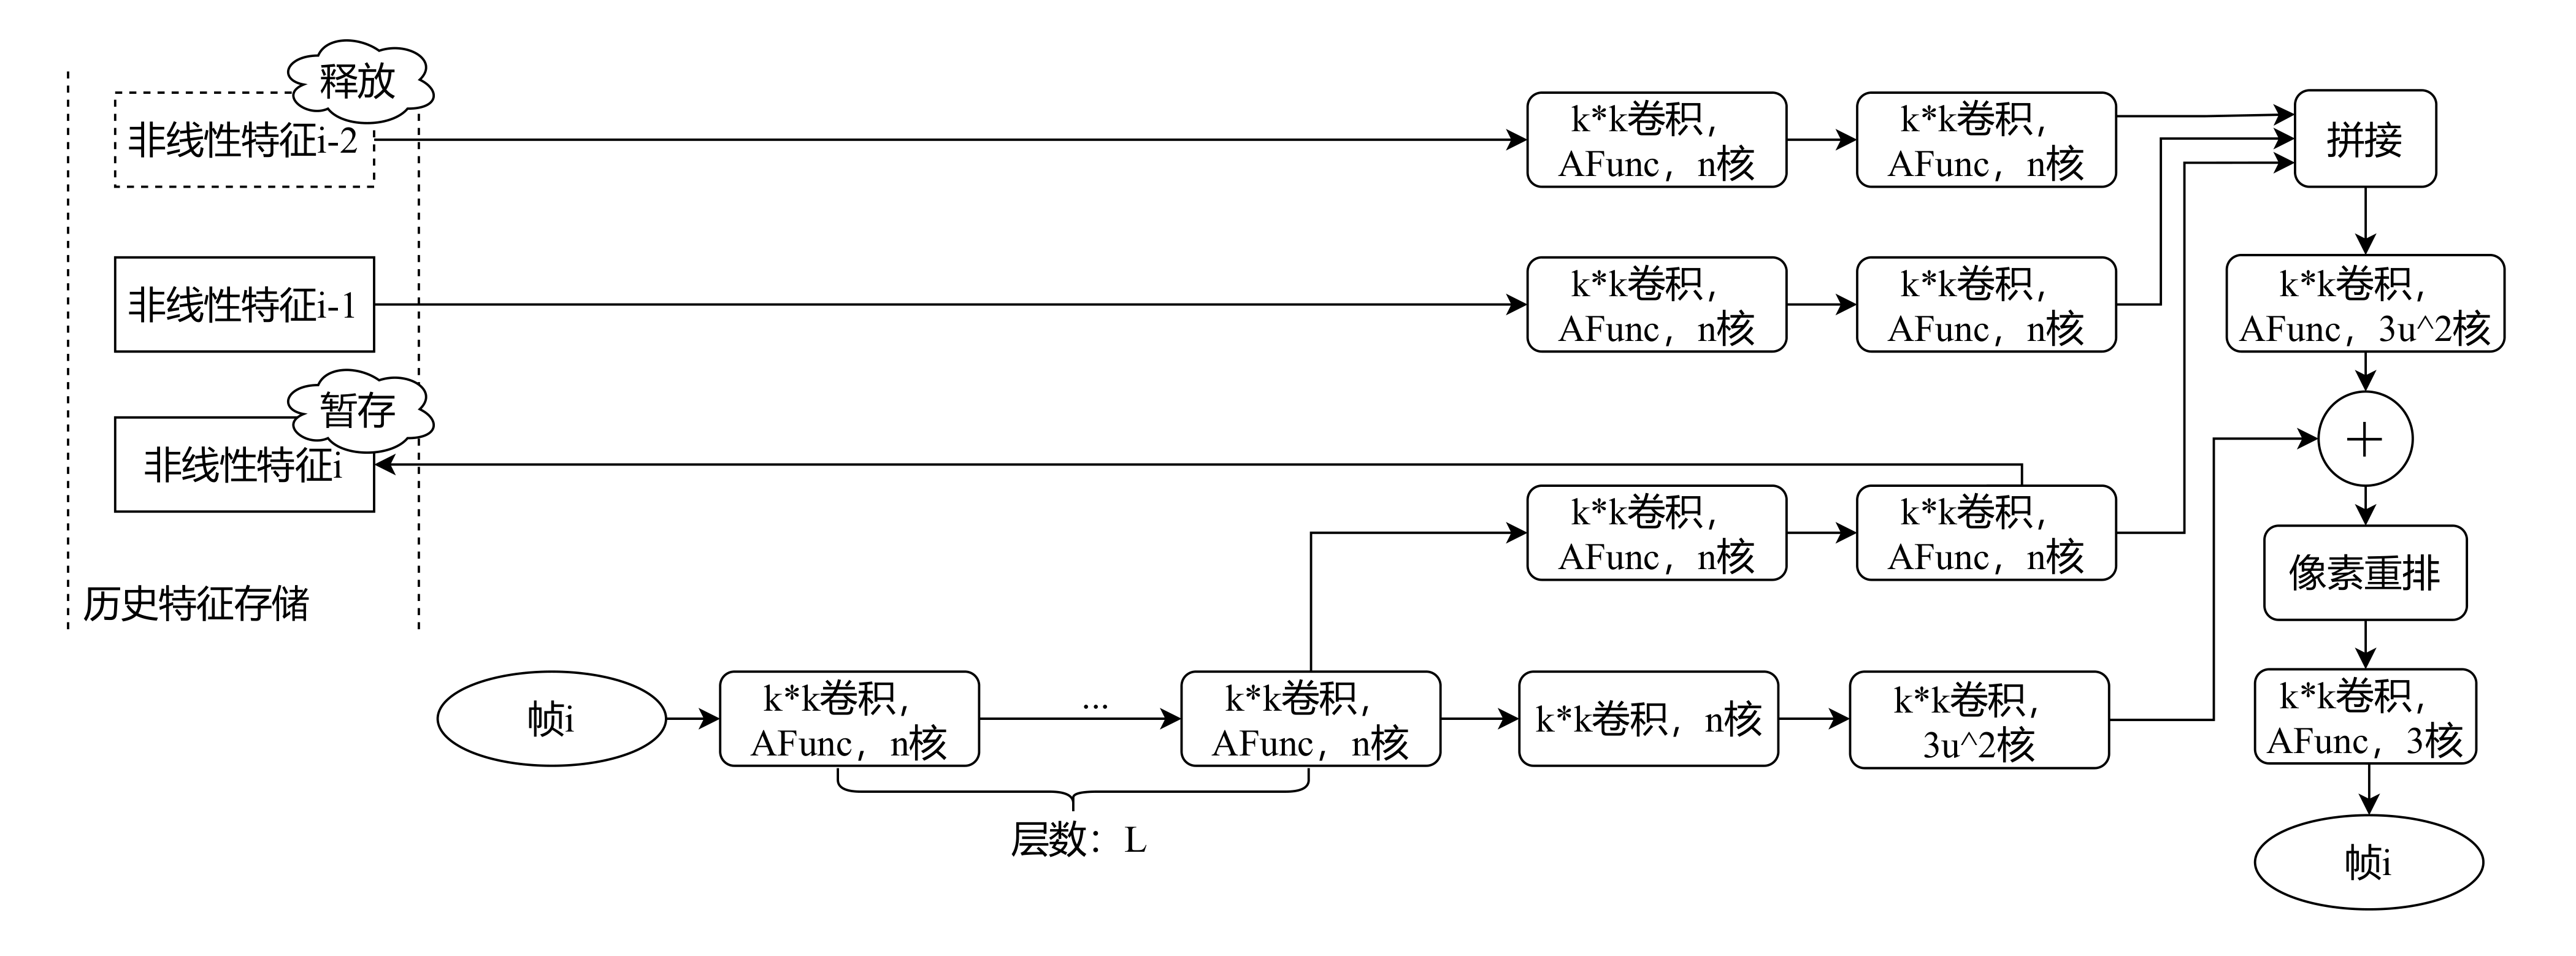 释放
非线性特征i-2
k*k卷积，
AFunc，n核
k*k卷积，
AFunc，n核
拼接
非线性特征i-1
k*k卷积，
AFunc，n核
k*k卷积，
AFunc，n核
k*k卷积，
AFunc，3u^2核
暂存
非线性特征i
+
k*k卷积，
AFunc，n核
k*k卷积，
AFunc，n核
像素重排
历史特征存储
帧i
k*k卷积，
AFunc，n核
...
k*k卷积，
AFunc，n核
k*k卷积，n核
k*k卷积，
3u^2核
k*k卷积，
AFunc，3核
层数：L
帧i